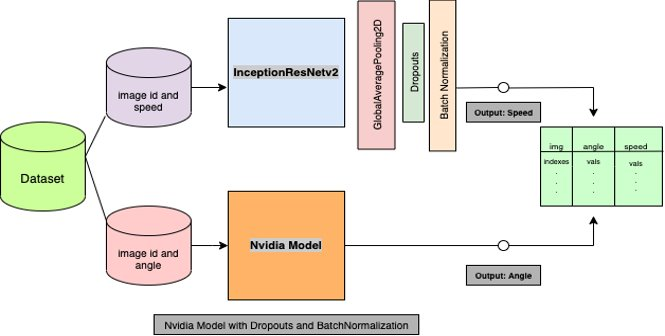 Dataset
image id and
speed
InceptionResNetv2
GlobalAveragePooling2D
Dropouts
Batch Normalization
Output: Speed
img angle speed
indexes vals vals
. . .
. . .
. . .
image id and
angle
Nvidia Model
Output: Angle
Nvidia Model with Dropouts and BatchNormalization